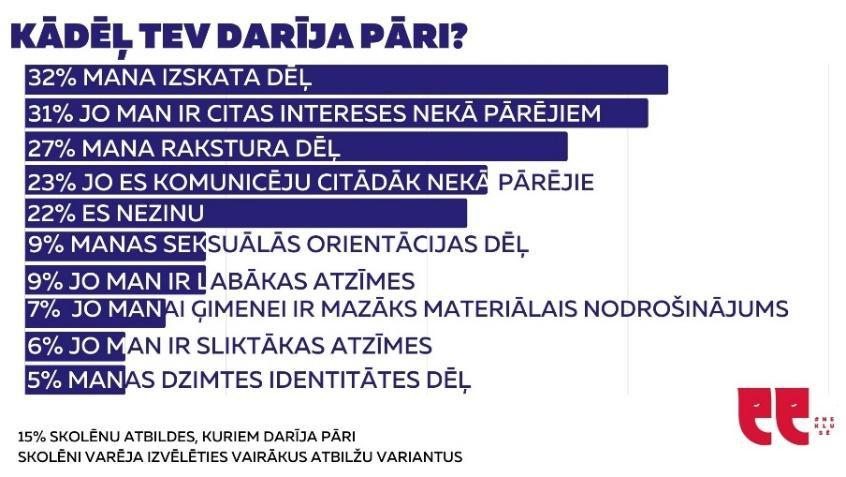 KĀDĒĻ TEV DARĪJA PĀRI?
32% MANA IZSKATA DĒĻ
31% JO MAN IR CITAS INTERESES NEKĀ PĀRĒJIEM
27% MANA RAKSTURA DĒĻ
23% JO ES KOMUNICĒJU CITĀDĀK NEKĀ PĀRĒJIE
22% ES NEZINU
9% MANAS SEKSUĀLĀS ORIENTĀCIJAS DĒĻ
9% JO MAN IR LABĀKAS ATZĪMES
7% JO MANAI ĢIMENEI IR MAZĀKS MATERIĀLAIS NODROŠINĀJUMS
6% JO MAN IR SLIKTĀKAS ATZĪMES
5% MANAS DZIMTES IDENTITĀTES DĒĻ
15% SKOLĒNU ATBILDES, KURIEM DARĪJA PĀRI
SKOLĒNI VARĒJA IZVĒLĒTIES VAIRĀKUS ATBILŽU VARIANTUS
#NE
KLU
SĒ